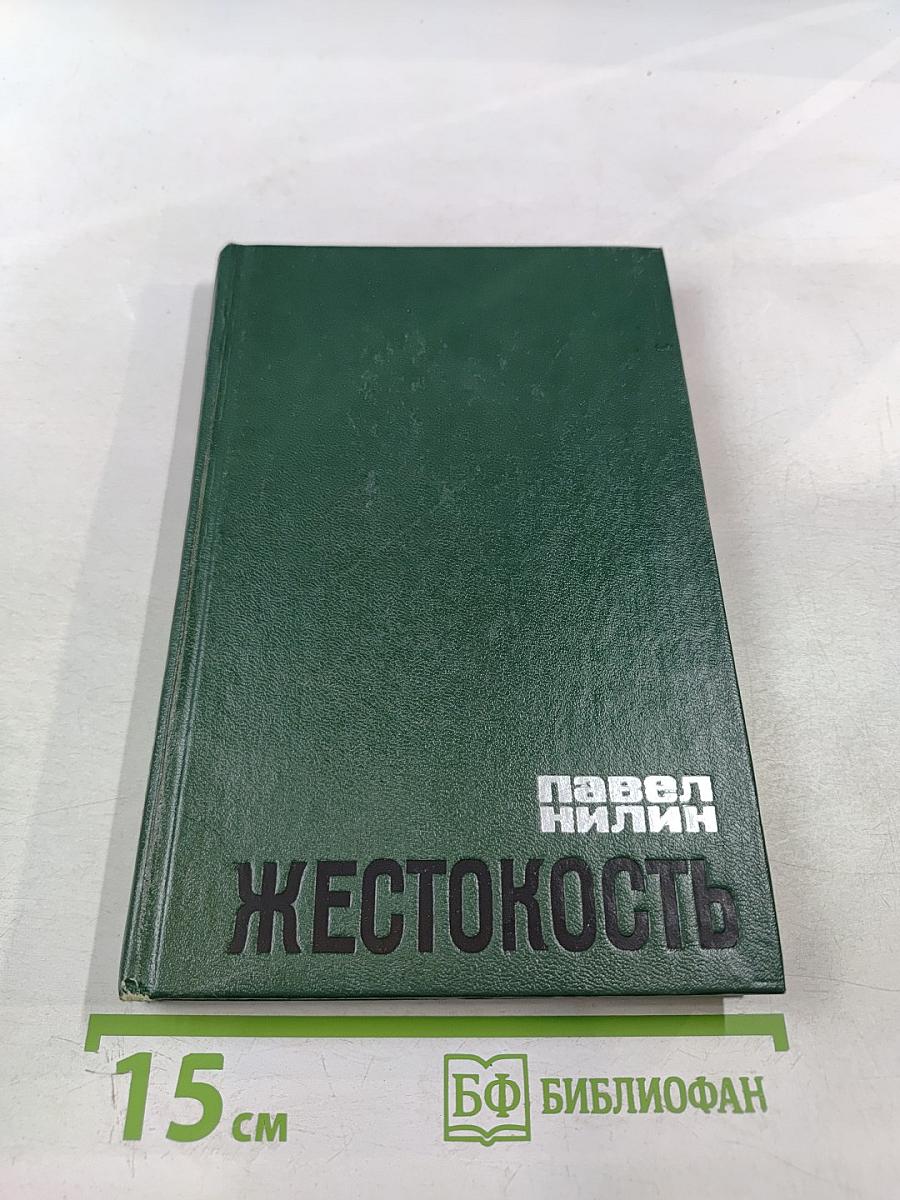 павел
нилин
ЖЕСТОКОСТЬ
15 см
БФ БИБЛИОФАН